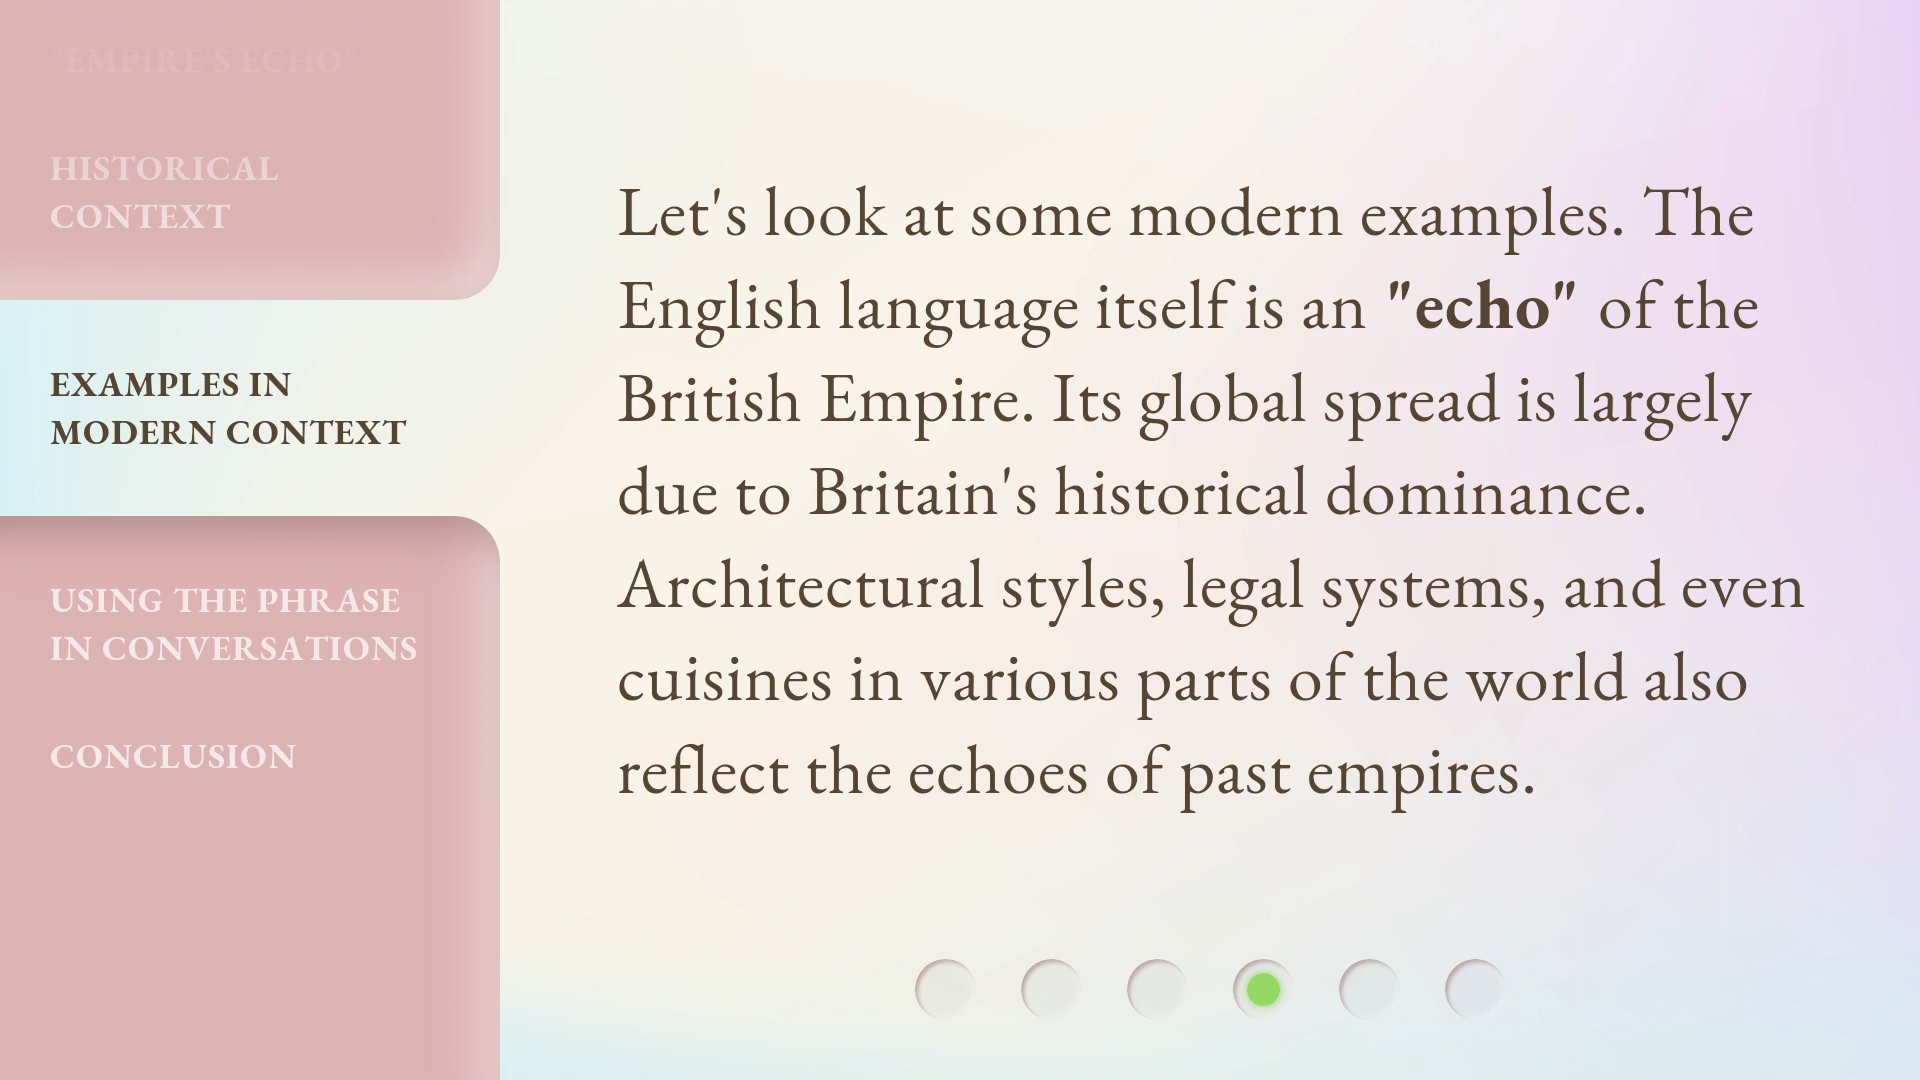 "EMPIRE'S ECHO"
HISTORICAL
CONTEXT
EXAMPLES IN
MODERN CONTEXT
USING THE PHRASE
IN CONVERSATIONS
CONCLUSION
Let's look at some modern examples. The
English language itself is an "echo" of the
British Empire. Its global spread is largely
due to Britain's historical dominance.
Architectural styles, legal systems, and even
cuisines in various parts of the world also
reflect the echoes of past empires.